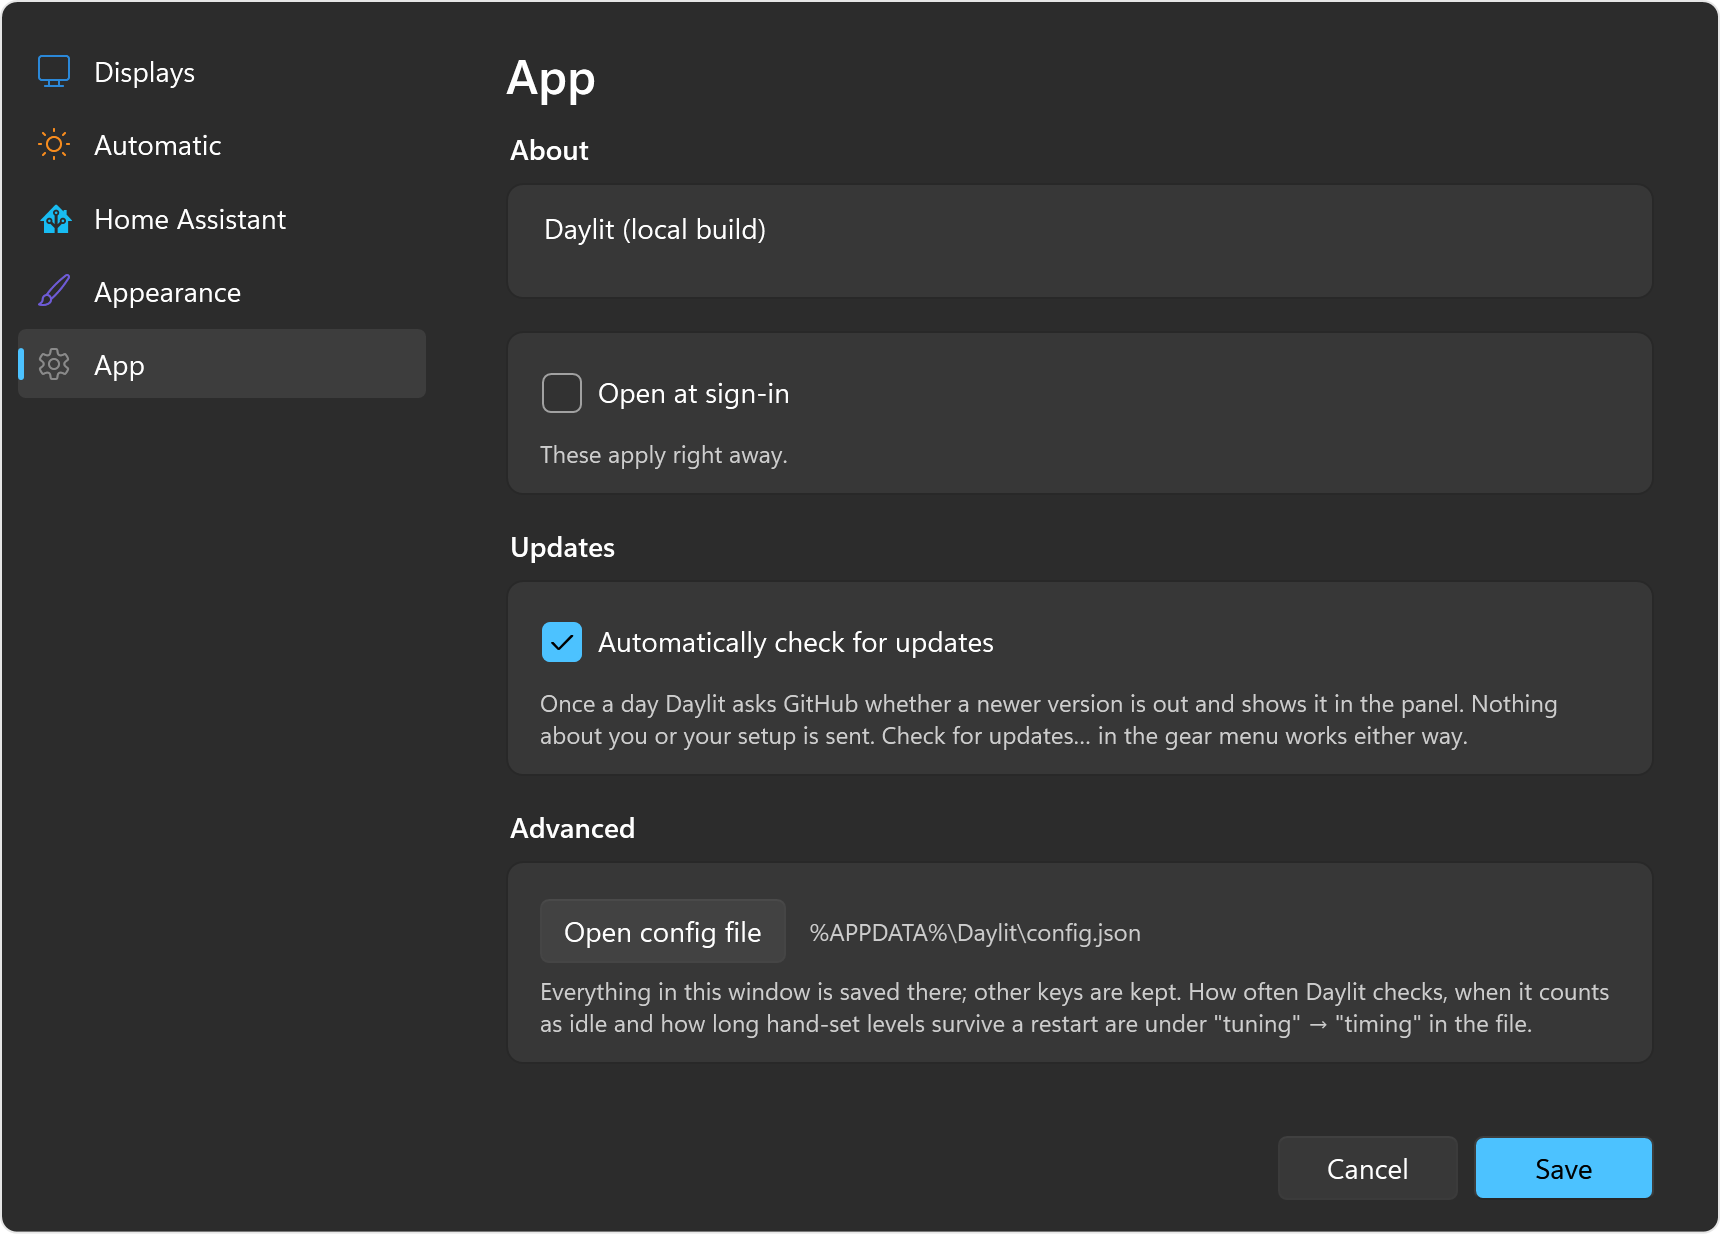 Displays
Automatic
Home Assistant
Appearance
App
App
About
Daylit (local build)
Open at sign-in
These apply right away.
Updates
Automatically check for updates
Once a day Daylit asks GitHub whether a newer version is out and shows it in the panel. Nothing
about you or your setup is sent. Check for updates... in the gear menu works either way.
Advanced
Open config file
%APPDATA%\Daylit\config.json
Everything in this window is saved there; other keys are kept. How often Daylit checks, when it counts
as idle and how long hand-set levels survive a restart are under "tuning" → "timing" in the file.
Cancel
Save